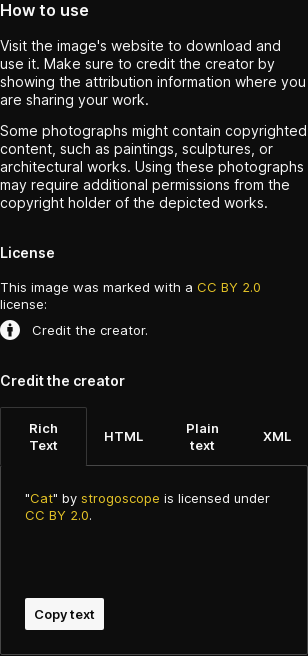 How to use
Visit the image's website to download and
use it. Make sure to credit the creator by
showing the attribution information where you
are sharing your work.
Some photographs might contain copyrighted
content, such as paintings, sculptures, or
architectural works. Using these photographs
may require additional permissions from the
copyright holder of the depicted works.
License
This image was marked with a CC BY 2.0
license:
Credit the creator.
Credit the creator
Rich
Text
HTML
Plain
text
XML
"Cat" by strogoscope is licensed under
CC BY 2.0.
Copy text